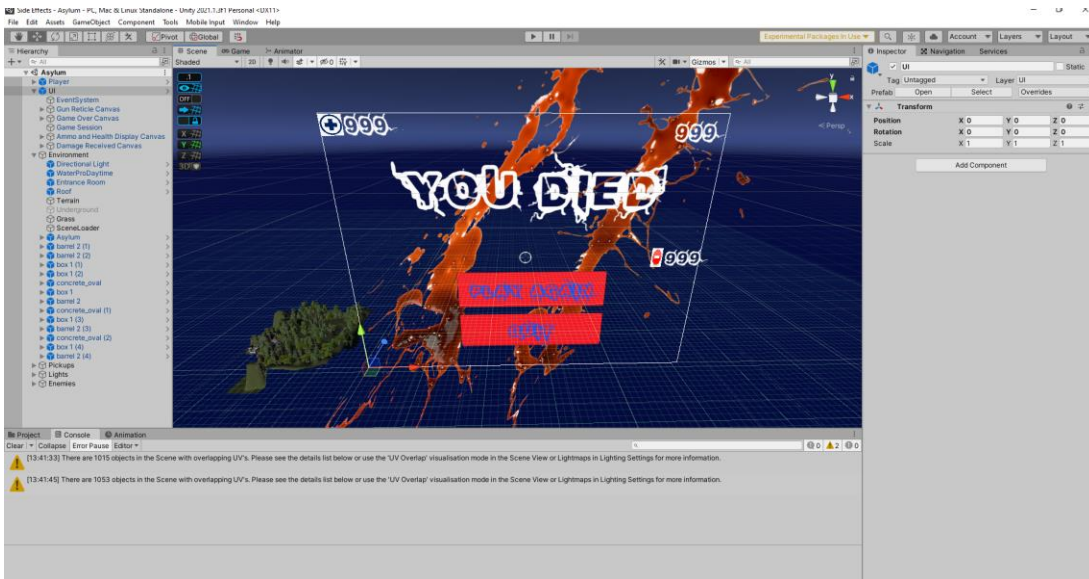 Side Effects - Asylum - PC, Mac & Linux Standalone - Unity 2021.1.3f1 Personal <DX11>
File Edit Assets GameObject Component Tools Mobile Input Window Help
Pivot Global Experimental Packages In Use Account Layers Layout
Hierarchy Scene Game Animator Inspector Navigation Services
All Shaded 2D 0 Gizmos All UI Static
Tag Untagged Layer UI
Prefab Open Select Overrides
Transform
Position X 0 Y 0 Z 0
Rotation X 0 Y 0 Z 0
Scale X 1 Y 1 Z 1
Add Component
Asylum
Player
UI
EventSystem
Gun Reticle Canvas
Game Over Canvas
Game Session
Ammo and Health Display Canvas
Damage Received Canvas
Environment
Directional Light
WaterProDaytime
Entrance Room
Roof
Terrain
Underground
Grass
SceneLoader
Asylum
barrel 2 (1)
barrel 2 (2)
box 1 (1)
box 1 (2)
concrete_oval
box 1
barrel 2
concrete_oval (1)
box 1 (3)
barrel 2 (3)
concrete_oval (2)
box 1 (4)
barrel 2 (4)
Pickups
Lights
Enemies
.1
OFF
X
Y
Z
3D
y
x
Persp
999
999
YOU DIED
999
Project Console Animation
Clear Collapse Error Pause Editor 0 2 0
[13:41:33] There are 1015 objects in the Scene with overlapping UV's. Please see the details list below or use the 'UV Overlap' visualisation mode in the Scene View or Lightmaps in Lighting Settings for more information.
[13:41:45] There are 1053 objects in the Scene with overlapping UV's. Please see the details list below or use the 'UV Overlap' visualisation mode in the Scene View or Lightmaps in Lighting Settings for more information.